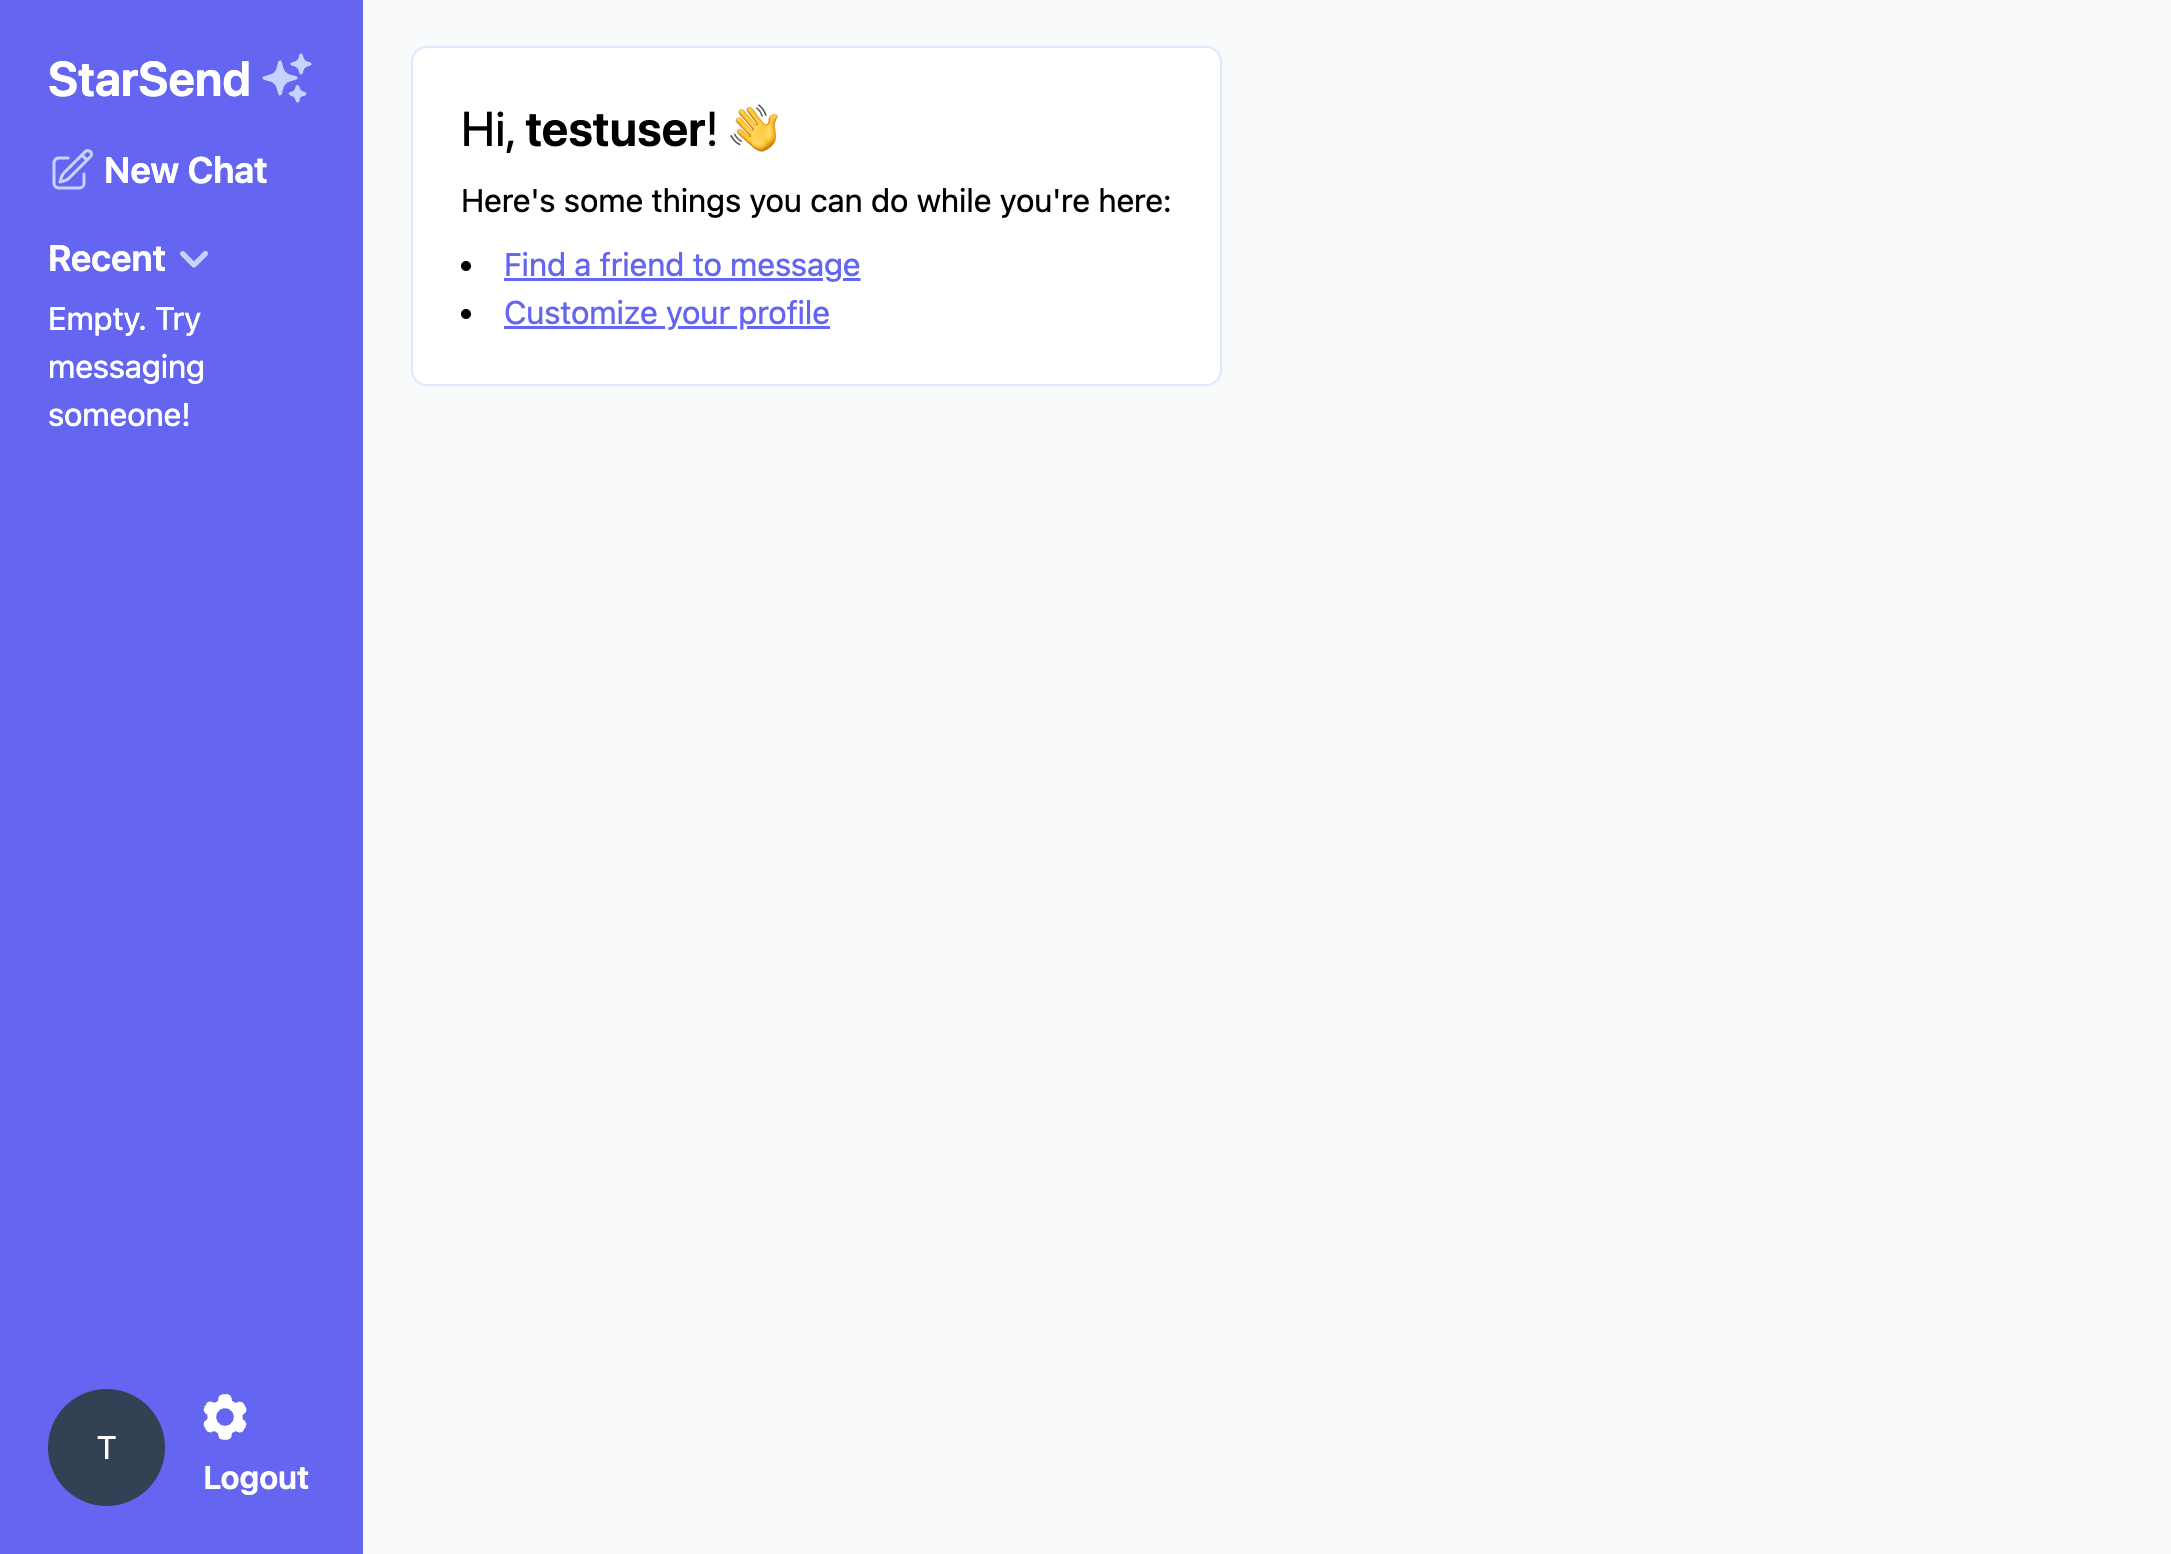 StarSend
New Chat
Recent
Empty. Try
messaging
someone!
T
Logout
Hi, testuser! 👋
Here's some things you can do while you're here:
• Find a friend to message
• Customize your profile